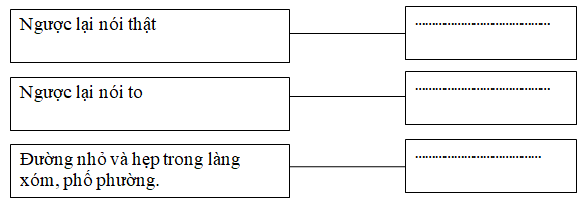 Ngược lại nói thật
.............................................
Ngược lại nói to
.............................................
Đường nhỏ và hẹp trong làng
xóm, phố phường.
..........................................